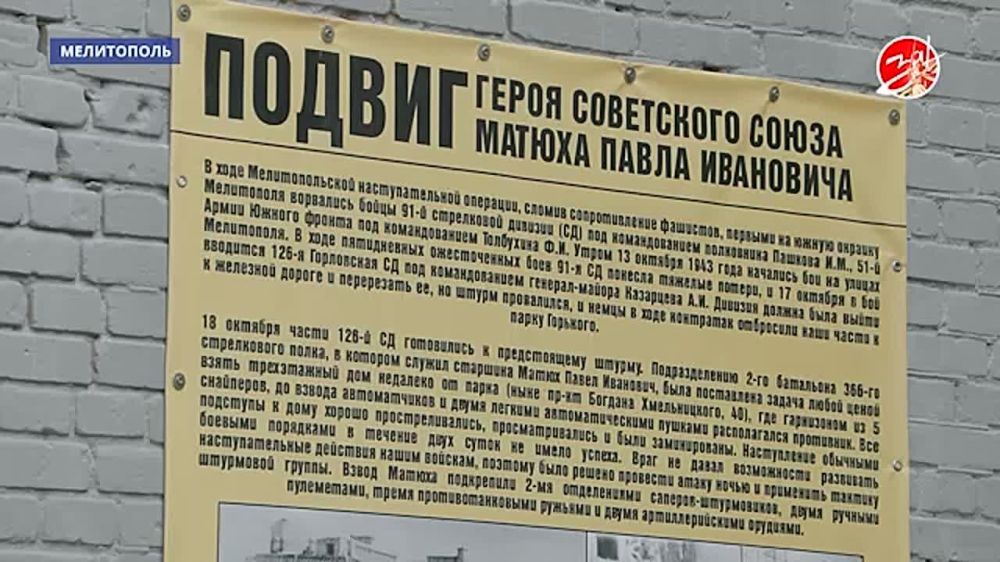 МЕЛИТОПОЛЬ
ПОДВИГ
ГЕРОЯ СОВЕТСКОГО СОЮЗА
МАТЮХА ПАВЛА ИВАНОВИЧА
В ходе Мелитопольской наступательной операции, сломив сопротивление фашистов, первыми на южную окраину
Мелитополя ворвались бойцы 91-й стрелковой дивизии (СД) под командованием полковника Пашкова И.М., 51-й
Армии Южного фронта под командованием Толбухина Ф.И. Утром 13 октября 1943 года начались бои на улицах
Мелитополя. В ходе пятидневных ожесточенных боев 91-я СД понесла тяжелые потери, и 17 октября в бой
вводится 126-я Горловская СД под командованием генерал-майора Казарцева А.И. Дивизия должна была выйти
к железной дороге и перерезать ее, но штурм провалился, и немцы в ходе контратак отбросили наши части к
парку Горького.
18 октября части 126-й СД готовились к предстоящему штурму. Подразделению 2-го батальона 366-го
стрелкового полка, в котором служил старшина Матюх Павел Иванович, была поставлена задача любой ценой
взять трехэтажный дом недалеко от парка (ныне пр-кт Богдана Хмельницкого, 40), где гарнизоном из 5
снайперов, до взвода автоматчиков и двумя легкими автоматическими пушками располагался противник. Все
подступы к дому хорошо простреливались, просматривались и были заминированы. Наступление обычными
боевыми порядками в течение двух суток не имело успеха. Враг не давал возможности развивать
наступательные действия нашим войскам, поэтому было решено провести атаку ночью и применить тактику
штурмовой группы. Взвод Матюха подкрепили 2-мя отделениями саперов-штурмовиков, двумя ручными
пулеметами, тремя противотанковыми ружьями и двумя артиллерийскими орудиями.